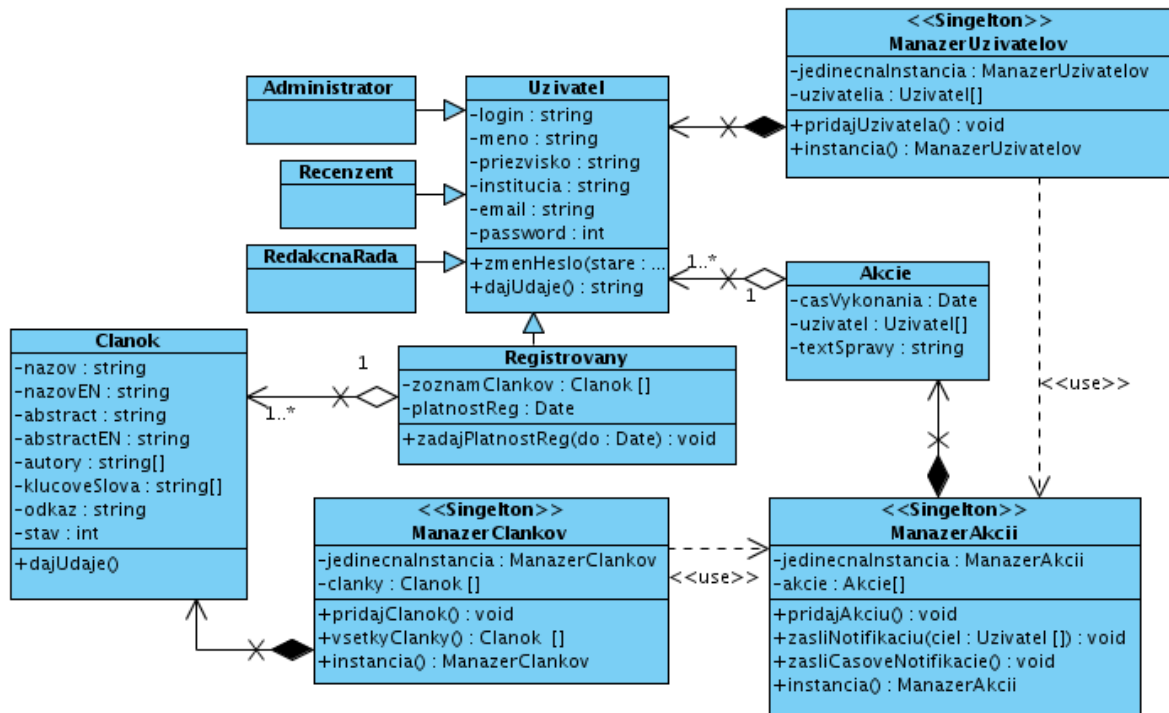 <<Singelton>>
ManazerUzivatelov
-jedinecnaInstancia : ManazerUzivatelov
-uzivatelia : Uzivatel[]
+pridajUzivatela() : void
+instancia() : ManazerUzivatelov
Administrator
Recenzent
RedakcnaRada
Uzivatel
-login : string
-meno : string
-priezvisko : string
-institucia : string
-email : string
-password : int
+zmenHeslo(stare : ...
+dajUdaje() : string
1..*
1
Akcie
-casVykonania : Date
-uzivatel : Uzivatel[]
-textSpravy : string
<<use>>
Clanok
-nazov : string
-nazovEN : string
-abstract : string
-abstractEN : string
-autory : string[]
-klucoveSlova : string[]
-odkaz : string
-stav : int
+dajUdaje()
1
1..*
Registrovany
-zoznamClankov : Clanok []
-platnostReg : Date
+zadajPlatnostReg(do : Date) : void
<<Singelton>>
ManazerClankov
-jedinecnaInstancia : ManazerClankov
-clanky : Clanok []
+pridajClanok() : void
+vsetkyClanky() : Clanok []
+instancia() : ManazerClankov
<<use>>
<<Singelton>>
ManazerAkcii
-jedinecnaInstancia : ManazerAkcii
-akcie : Akcie[]
+pridajAkciu() : void
+zasliNotifikaciu(ciel : Uzivatel []) : void
+zasliCasoveNotifikacie() : void
+instancia() : ManazerAkcii